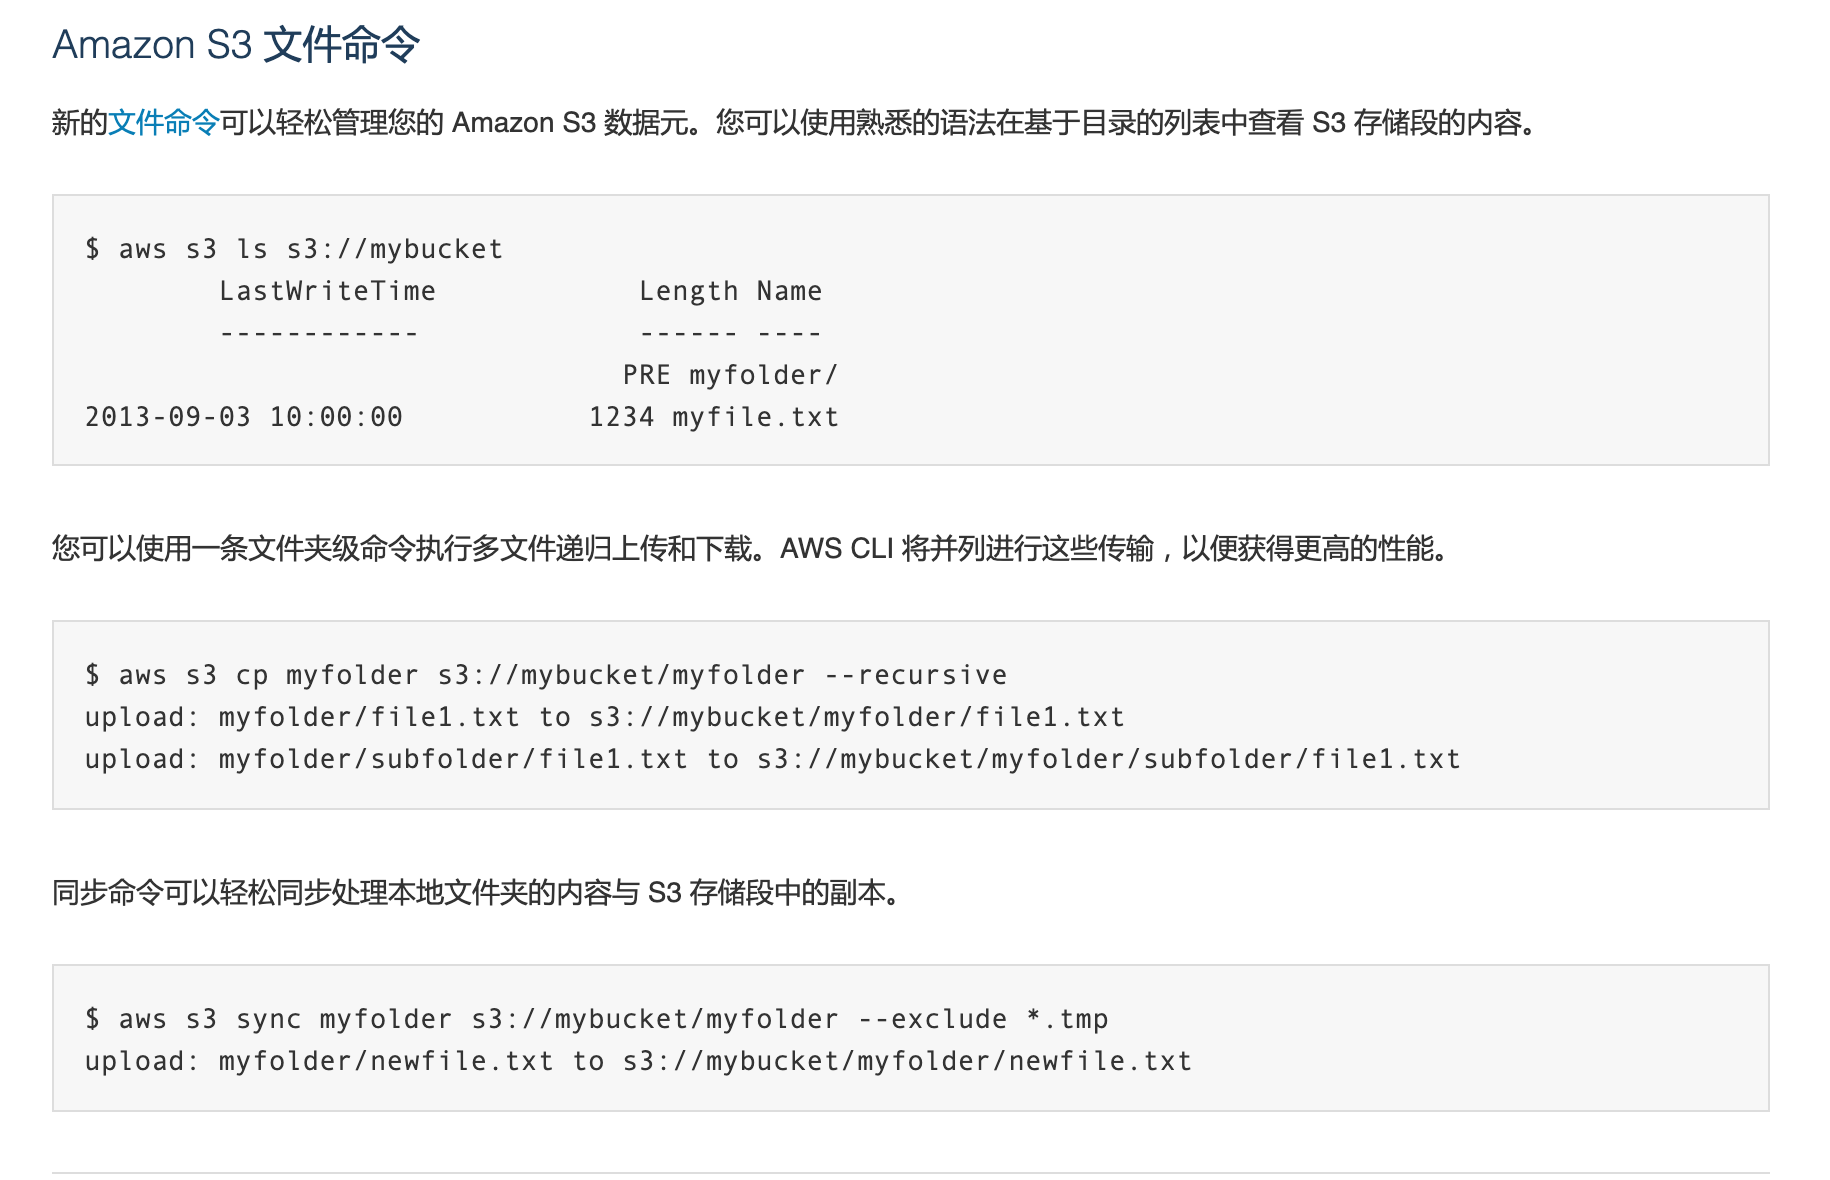 Amazon S3 文件命令
新的文件命令可以轻松管理您的 Amazon S3 数据元。您可以使用熟悉的语法在基于目录的列表中查看 S3 存储段的内容。
$ aws s3 ls s3://mybucket
        LastWriteTime            Length Name
        ------------             ------ ----
                                PRE myfolder/
2013-09-03 10:00:00           1234 myfile.txt
您可以使用一条文件夹级命令执行多文件递归上传和下载。AWS CLI 将并列进行这些传输，以便获得更高的性能。
$ aws s3 cp myfolder s3://mybucket/myfolder --recursive
upload: myfolder/file1.txt to s3://mybucket/myfolder/file1.txt
upload: myfolder/subfolder/file1.txt to s3://mybucket/myfolder/subfolder/file1.txt
同步命令可以轻松同步处理本地文件夹的内容与 S3 存储段中的副本。
$ aws s3 sync myfolder s3://mybucket/myfolder --exclude *.tmp
upload: myfolder/newfile.txt to s3://mybucket/myfolder/newfile.txt